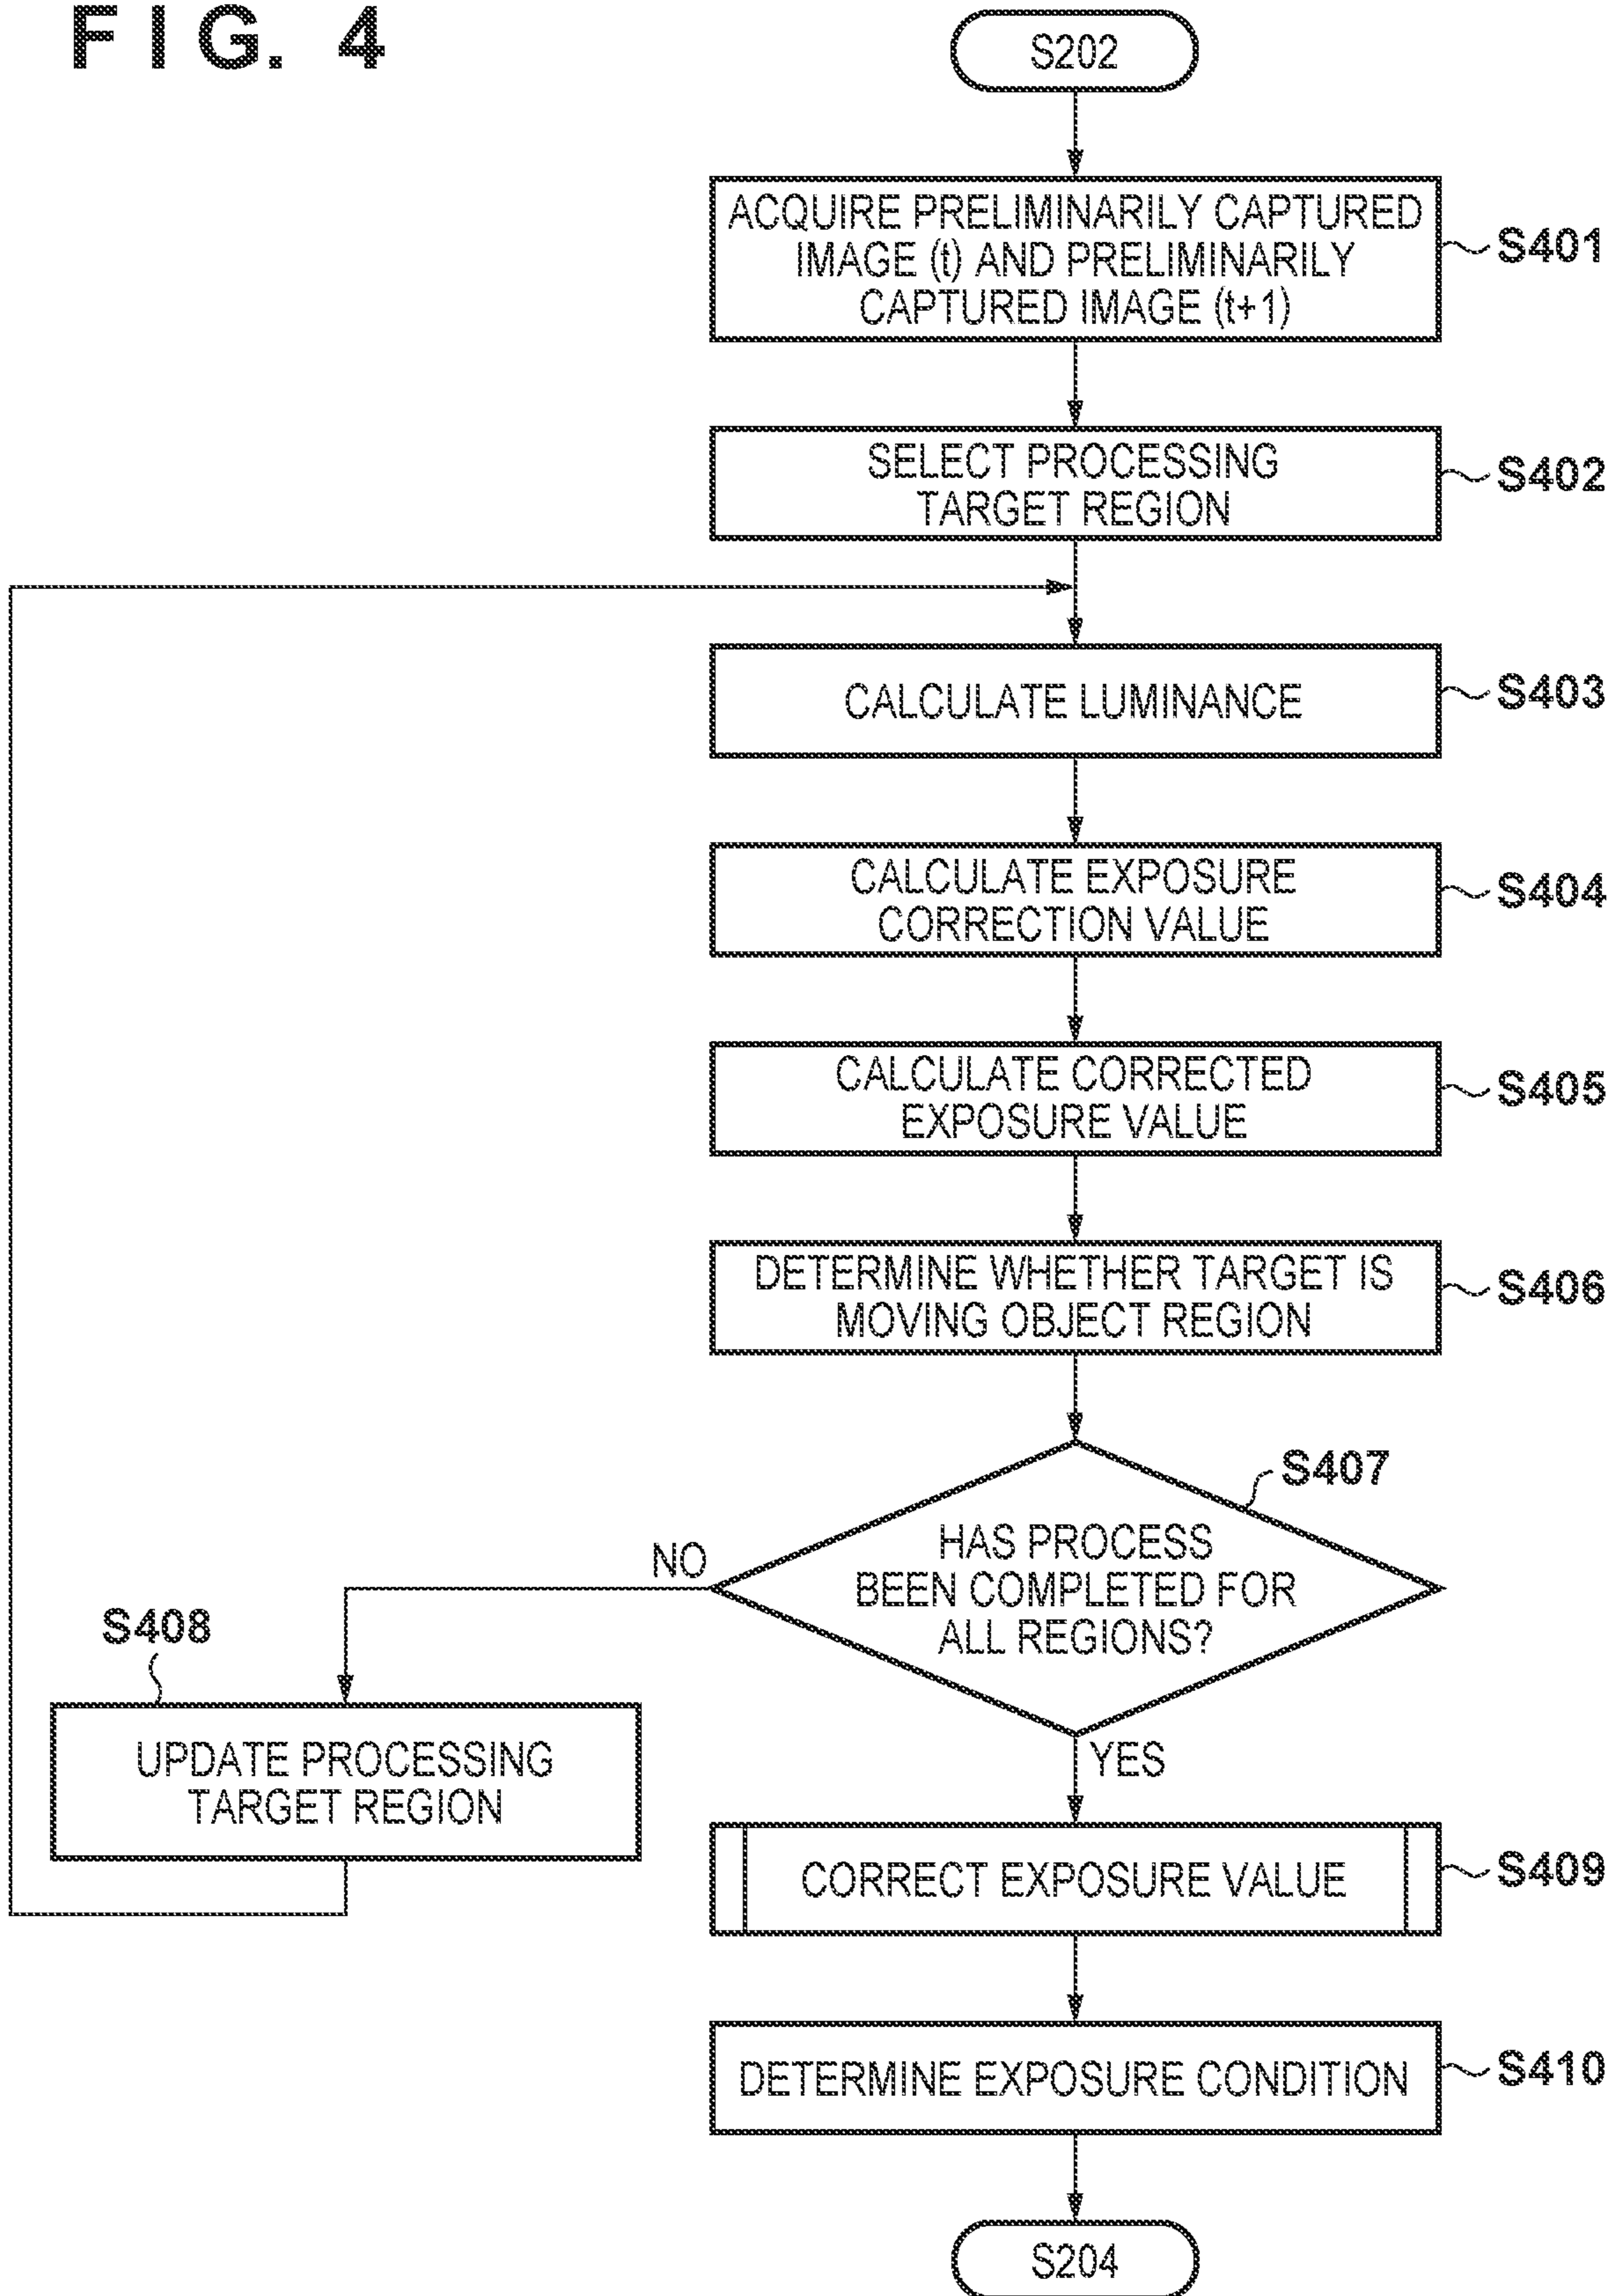 FIG. 4
S202
ACQUIRE PRELIMINARILY CAPTURED
IMAGE (t) AND PRELIMINARILY
CAPTURED IMAGE (t+1)
S401
SELECT PROCESSING
TARGET REGION
S402
CALCULATE LUMINANCE
S403
CALCULATE EXPOSURE
CORRECTION VALUE
S404
CALCULATE CORRECTED
EXPOSURE VALUE
S405
DETERMINE WHETHER TARGET IS
MOVING OBJECT REGION
S406
S407
HAS PROCESS
BEEN COMPLETED FOR
ALL REGIONS?
NO
S408
UPDATE PROCESSING
TARGET REGION
YES
CORRECT EXPOSURE VALUE
S409
DETERMINE EXPOSURE CONDITION
S410
S204